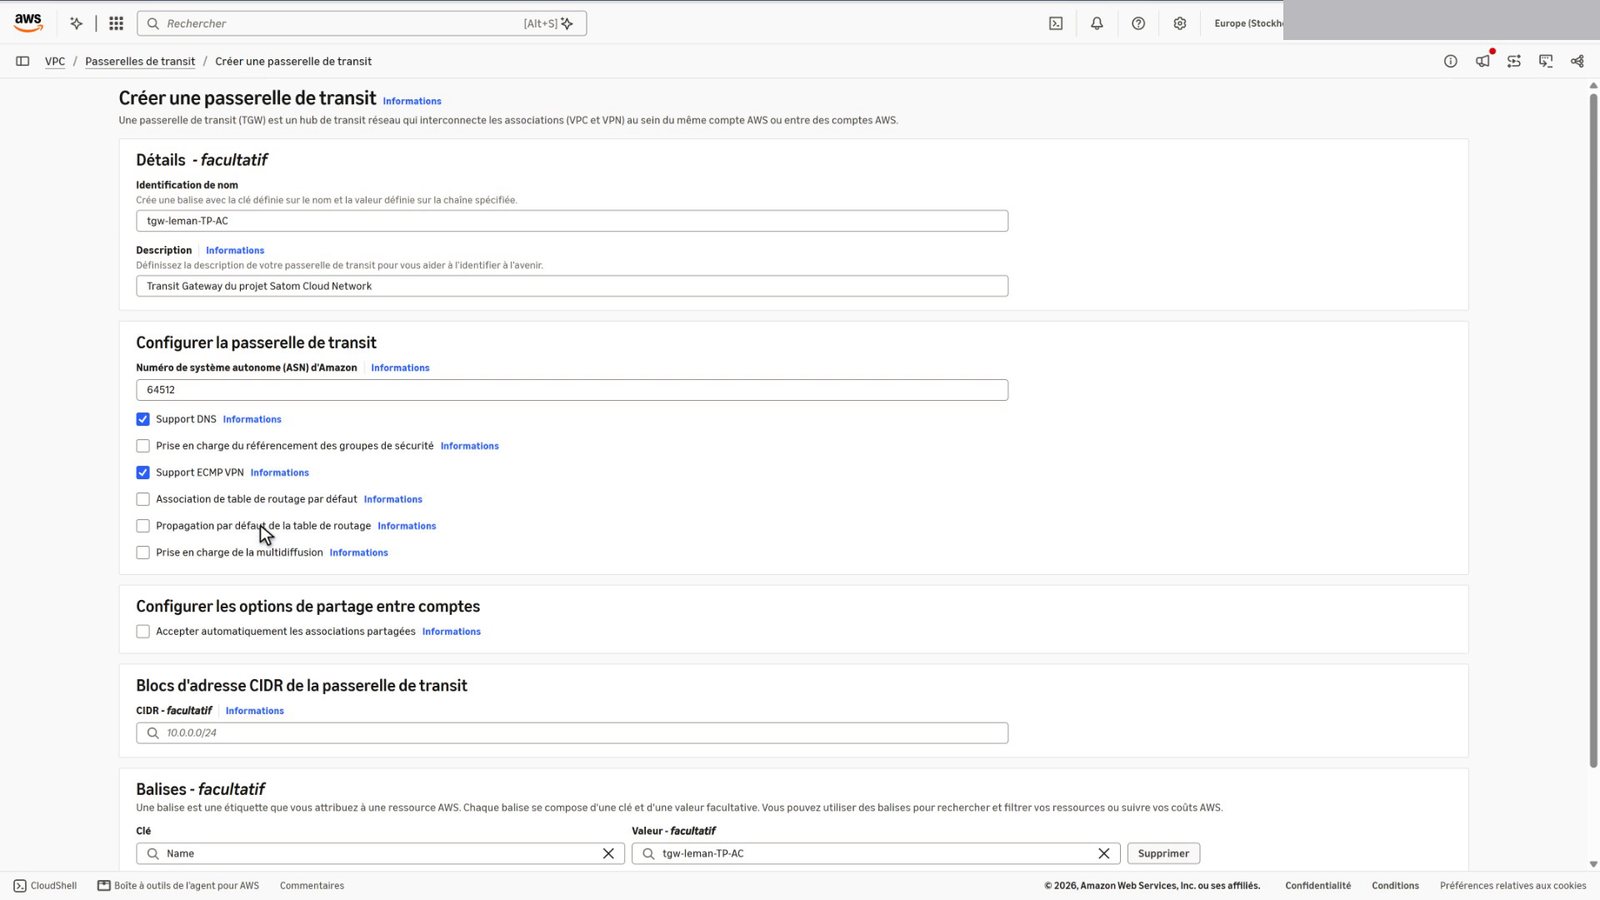 aws
Rechercher [Alt+S] Europe (Stockh
VPC / Passerelles de transit / Créer une passerelle de transit
Créer une passerelle de transit Informations
Une passerelle de transit (TGW) est un hub de transit réseau qui interconnecte les associations (VPC et VPN) au sein du même compte AWS ou entre des comptes AWS.
Détails - facultatif
Identification de nom
Crée une balise avec la clé définie sur le nom et la valeur définie sur la chaîne spécifiée.
tgw-leman-TP-AC
Description Informations
Définissez la description de votre passerelle de transit pour vous aider à l'identifier à l'avenir.
Transit Gateway du projet Satom Cloud Network
Configurer la passerelle de transit
Numéro de système autonome (ASN) d'Amazon Informations
64512
Support DNS Informations
Prise en charge du référencement des groupes de sécurité Informations
Support ECMP VPN Informations
Association de table de routage par défaut Informations
Propagation par défaut de la table de routage Informations
Prise en charge de la multidiffusion Informations
Configurer les options de partage entre comptes
Accepter automatiquement les associations partagées Informations
Blocs d'adresse CIDR de la passerelle de transit
CIDR - facultatif Informations
10.0.0.0/24
Balises - facultatif
Une balise est une étiquette que vous attribuez à une ressource AWS. Chaque balise se compose d'une clé et d'une valeur facultative. Vous pouvez utiliser des balises pour rechercher et filtrer vos ressources ou suivre vos coûts AWS.
Clé Valeur - facultatif
Name tgw-leman-TP-AC Supprimer
CloudShell Boîte à outils de l'agent pour AWS Commentaires © 2026, Amazon Web Services, Inc. ou ses affiliés. Confidentialité Conditions Préférences relatives aux cookies